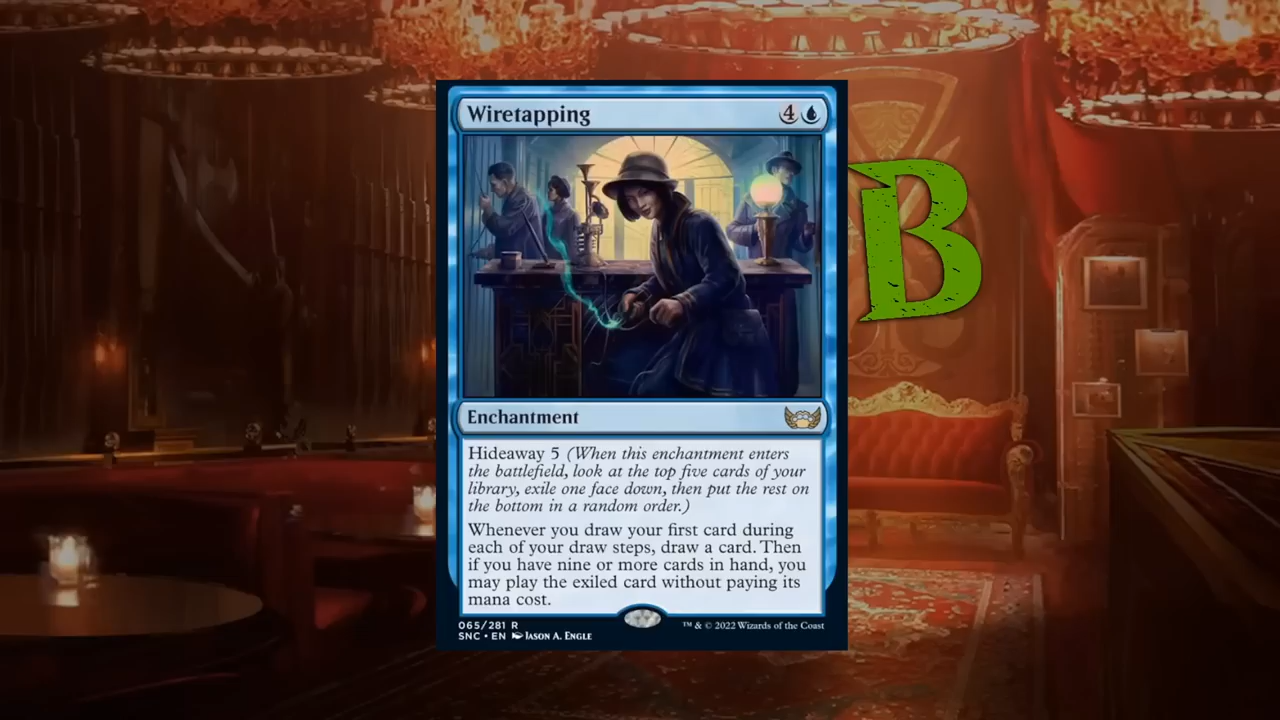 Wiretapping 4
B
Enchantment
Hideaway 5 (When this enchantment enters
the battlefield, look at the top five cards of your
library, exile one face down, then put the rest on
the bottom in a random order.)
Whenever you draw your first card during
each of your draw steps, draw a card. Then
if you have nine or more cards in hand, you
may play the exiled card without paying its
mana cost.
065/281 R
SNC • EN Jason A. Engle
™ & © 2022 Wizards of the Coast